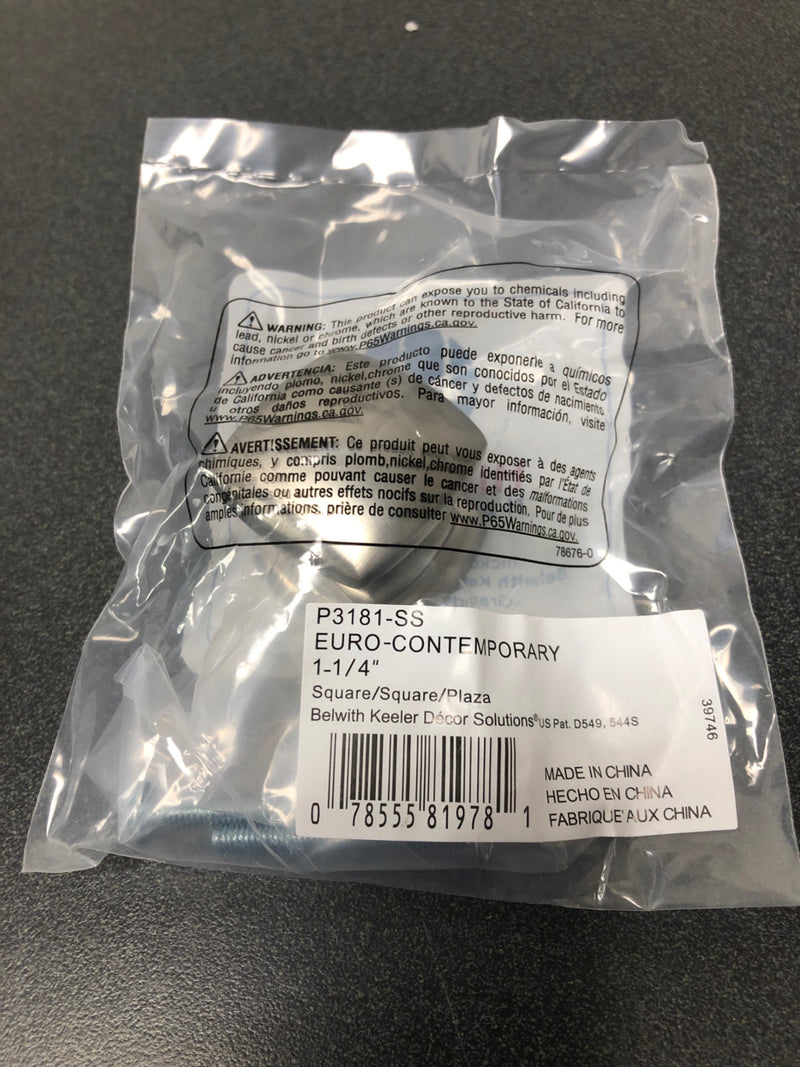 WARNING: This product can expose you to chemicals including
lead, nickel or chrome, which are known to the State of California to
cause cancer and birth defects or other reproductive harm. For more
information go to www.P65Warnings.ca.gov.
ADVERTENCIA: Este producto puede exponerle a químicos
incluyendo plomo, nickel,chrome que son conocidos por el Estado
de California como causante (s) de cáncer y defectos de nacimiento
u otros daños reproductivos. Para mayor información, visite
www.P65Warnings.ca.gov.
AVERTISSEMENT: Ce produit peut vous exposer à des agents
chimiques, y compris plomb,nickel,chrome identifiés par l'État de
Californie comme pouvant causer le cancer et des malformations
congénitales ou autres effets nocifs sur la reproduction. Pour de plus
amples informations, prière de consulter www.P65Warnings.ca.gov.
78676-0
P3181-SS
EURO-CONTEMPORARY
1-1/4"
Square/Square/Plaza
Belwith Keeler Décor Solutions® US Pat. D549, 544S
39746
MADE IN CHINA
HECHO EN CHINA
FABRIQUE'AUX CHINA
0 78555 81978 1